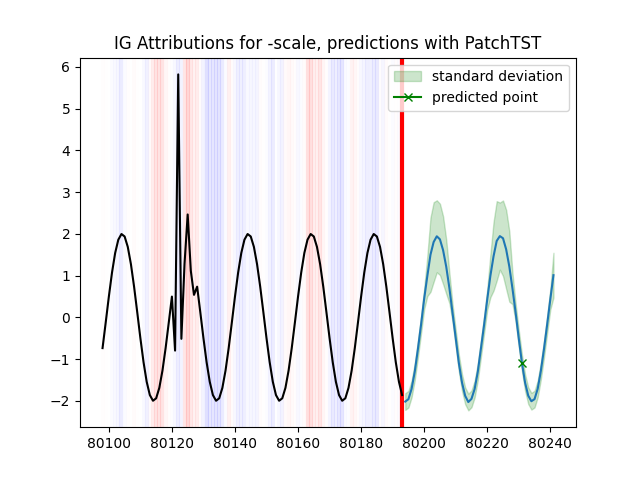 IG Attributions for -scale, predictions with PatchTST
standard deviation
predicted point
6
5
4
3
2
1
0
−1
−2
80100 80120 80140 80160 80180 80200 80220 80240